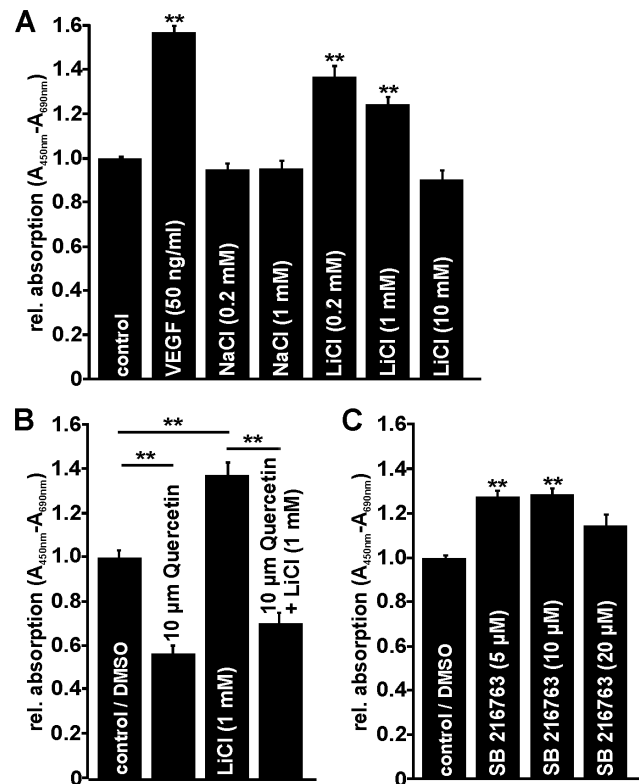 A
rel. absorption (A450nm-A690nm)
1.6
1.4
1.2
1.0
0.8
0.6
0.4
0.2
0
**
**
**
control
VEGF (50 ng/ml)
NaCl (0.2 mM)
NaCl (1 mM)
LiCl (0.2 mM)
LiCl (1 mM)
LiCl (10 mM)
B
rel. absorption (A450nm-A690nm)
1.6
1.4
1.2
1.0
0.8
0.6
0.4
0.2
0
**
**
**
control / DMSO
10 µm Quercetin
LiCl (1 mM)
10 µm Quercetin
+ LiCl (1 mM)
C
rel. absorption (A450nm-A690nm)
1.6
1.4
1.2
1.0
0.8
0.6
0.4
0.2
0
**
**
control / DMSO
SB 216763 (5 µM)
SB 216763 (10 µM)
SB 216763 (20 µM)